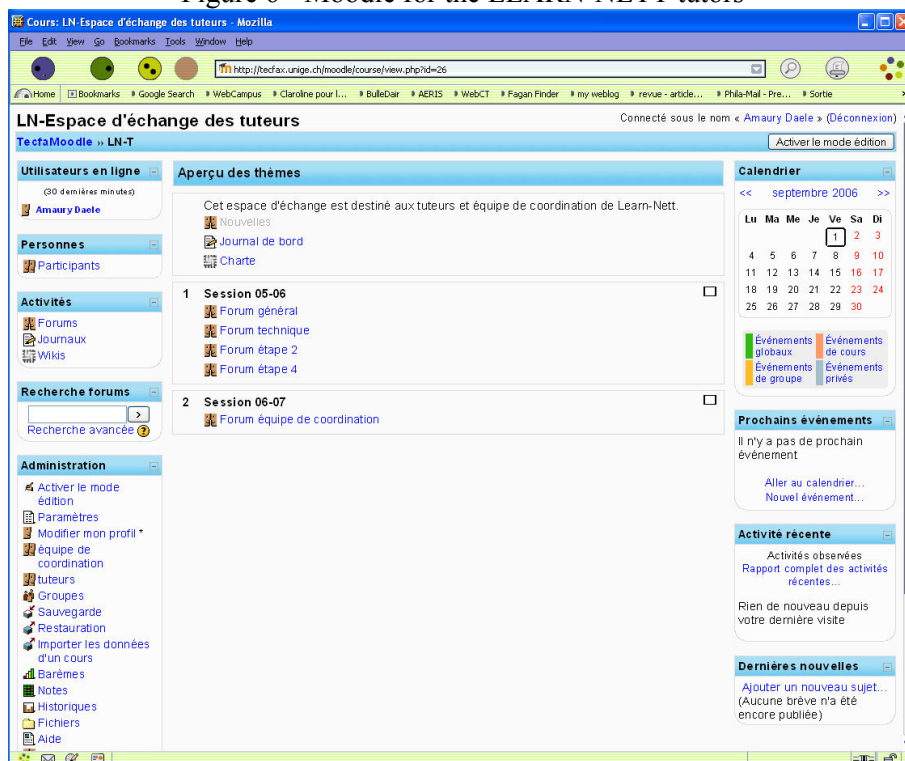 Figure 6 - Moodle for the LEARN-NETT tutors
Cours: LN-Espace d'échange des tuteurs - Mozilla
File Edit View Go Bookmarks Tools Window Help
http://tecfax.unige.ch/moodle/course/view.php?id=26
Home Bookmarks Google Search WebCampus Claroline pour l... BulleDair AERIS WebCT Fagan Finder my weblog revue - article... Phila-Mail - Pre... Sortie
LN-Espace d'échange des tuteurs
Connecté sous le nom « Amaury Daele » (Déconnexion)
TecfaMoodle » LN-T
Activer le mode édition
Utilisateurs en ligne
(30 dernières minutes)
Amaury Daele
Personnes
Participants
Activités
Forums
Journaux
Wikis
Recherche forums
>
Recherche avancée ?
Administration
Activer le mode
édition
Paramètres
Modifier mon profil *
équipe de
coordination
tuteurs
Groupes
Sauvegarde
Restauration
Importer les données
d'un cours
Barèmes
Notes
Historiques
Fichiers
Aide
Aperçu des thèmes
Cet espace d'échange est destiné aux tuteurs et équipe de coordination de Learn-Nett.
Nouvelles
Journal de bord
Charte
1 Session 05-06
Forum général
Forum technique
Forum étape 2
Forum étape 4
2 Session 06-07
Forum équipe de coordination
Calendrier
<< septembre 2006 >>
Lu Ma Me Je Ve Sa Di
1 2 3
4 5 6 7 8 9 10
11 12 13 14 15 16 17
18 19 20 21 22 23 24
25 26 27 28 29 30
Événements globaux
Événements de cours
Événements de groupe
Événements privés
Prochains événements
Il n'y a pas de prochain
événement
Aller au calendrier...
Nouvel événement...
Activité récente
Activités observées
Rapport complet des activités
récentes...
Rien de nouveau depuis
votre dernière visite
Dernières nouvelles
Ajouter un nouveau sujet...
(Aucune brève n'a été
encore publiée)